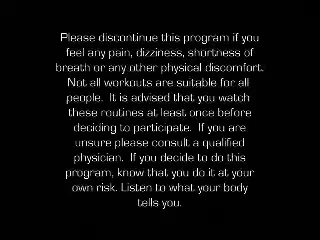 Please discontinue this program if you
feel any pain, dizziness, shortness of
breath or any other physical discomfort.
Not all workouts are suitable for all
people.  It is advised that you watch
these routines at least once before
deciding to participate.  If you are
unsure please consult a qualified
physician.  If you decide to do this
program, know that you do it at your
own risk. Listen to what your body
tells you.